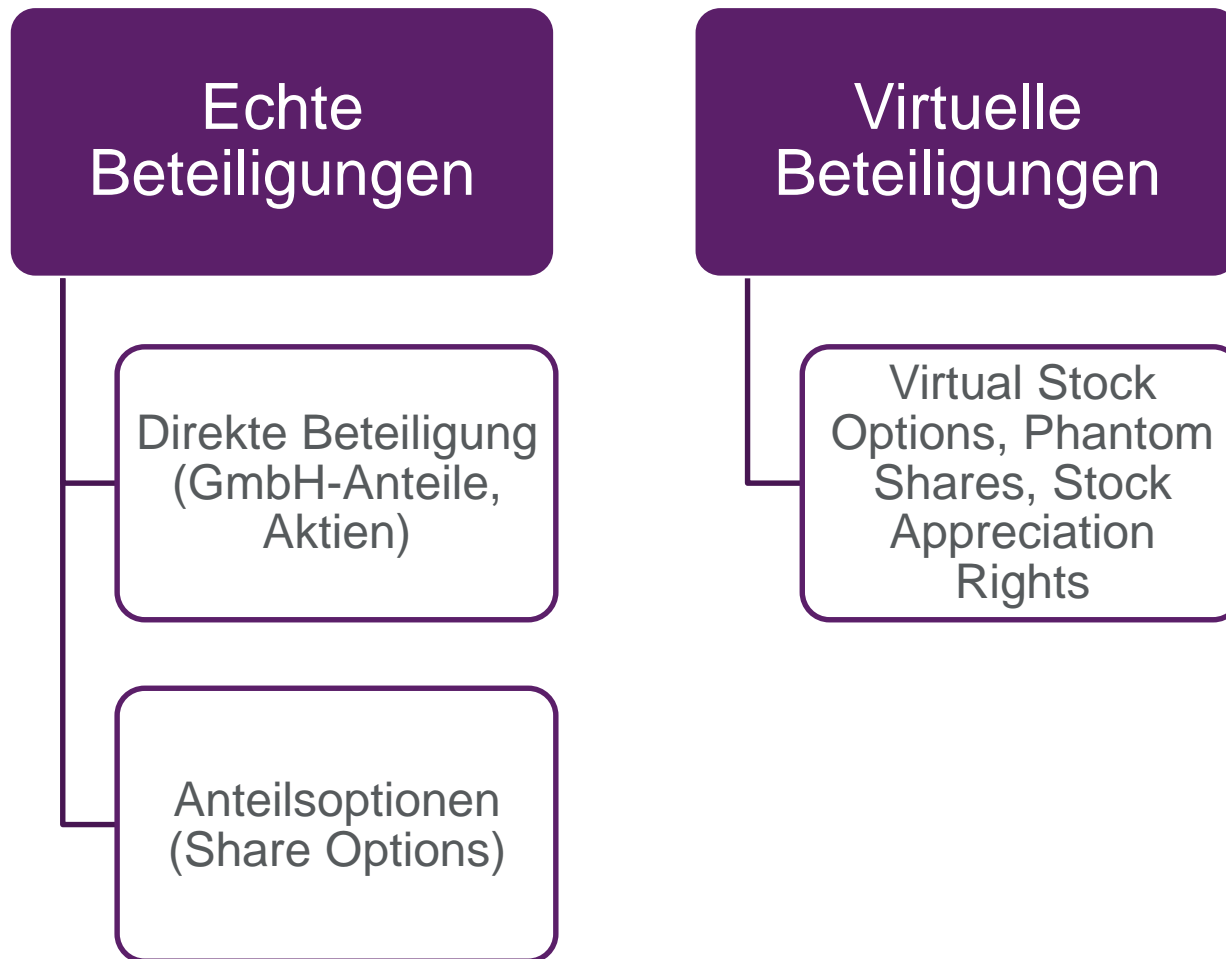 Echte
Beteiligungen
Direkte Beteiligung
(GmbH-Anteile,
Aktien)
Anteilsoptionen
(Share Options)
Virtuelle
Beteiligungen
Virtual Stock
Options, Phantom
Shares, Stock
Appreciation
Rights